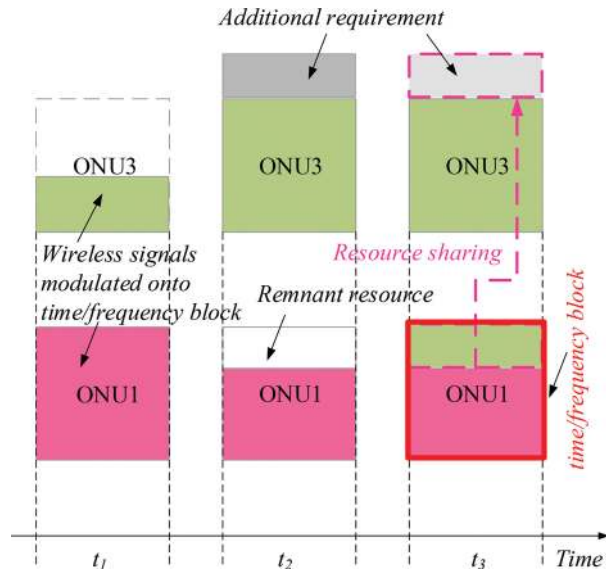 Additional requirement
ONU3
ONU3
ONU3
Wireless signals
modulated onto
time/frequency block
Resource sharing
Remnant resource
ONU1
ONU1
ONU1
time/frequency block
t1
t2
t3
Time